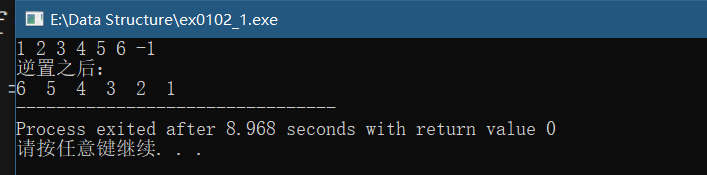 E:\Data Structure\ex0102_1.exe
1 2 3 4 5 6 -1
逆置之后：
6  5  4  3  2  1
--------------------------------
Process exited after 8.968 seconds with return value 0
请按任意键继续. . .